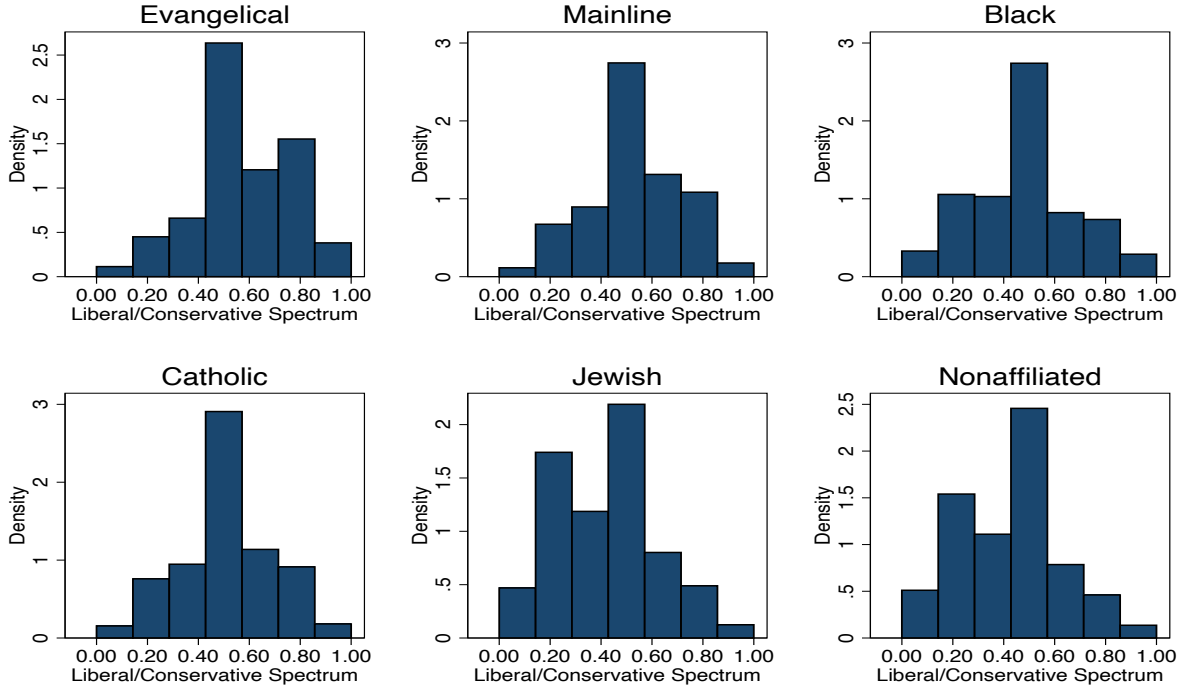 Evangelical
Density
2.5
2
1.5
1
.5
0
0.00 0.20 0.40 0.60 0.80 1.00
Liberal/Conservative Spectrum
Mainline
Density
3
2
1
0
0.00 0.20 0.40 0.60 0.80 1.00
Liberal/Conservative Spectrum
Black
Density
3
2
1
0
0.00 0.20 0.40 0.60 0.80 1.00
Liberal/Conservative Spectrum
Catholic
Density
3
2
1
0
0.00 0.20 0.40 0.60 0.80 1.00
Liberal/Conservative Spectrum
Jewish
Density
2
1.5
1
.5
0
0.00 0.20 0.40 0.60 0.80 1.00
Liberal/Conservative Spectrum
Nonaffiliated
Density
2.5
2
1.5
1
.5
0
0.00 0.20 0.40 0.60 0.80 1.00
Liberal/Conservative Spectrum